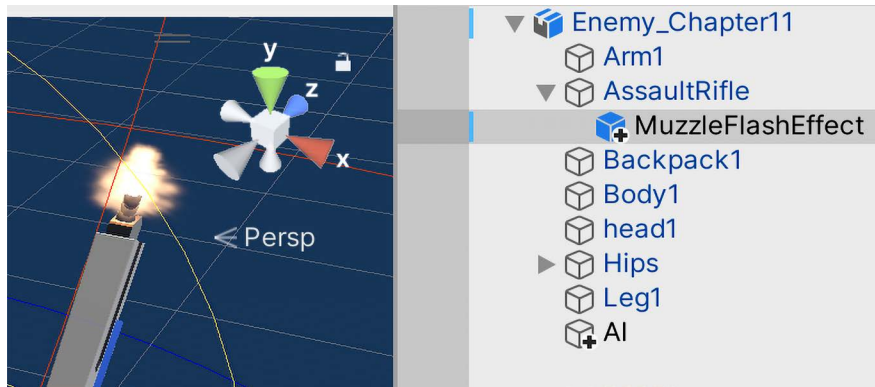 y
z
x
Persp
Enemy_Chapter11
Arm1
AssaultRifle
MuzzleFlashEffect
Backpack1
Body1
head1
Hips
Leg1
AI